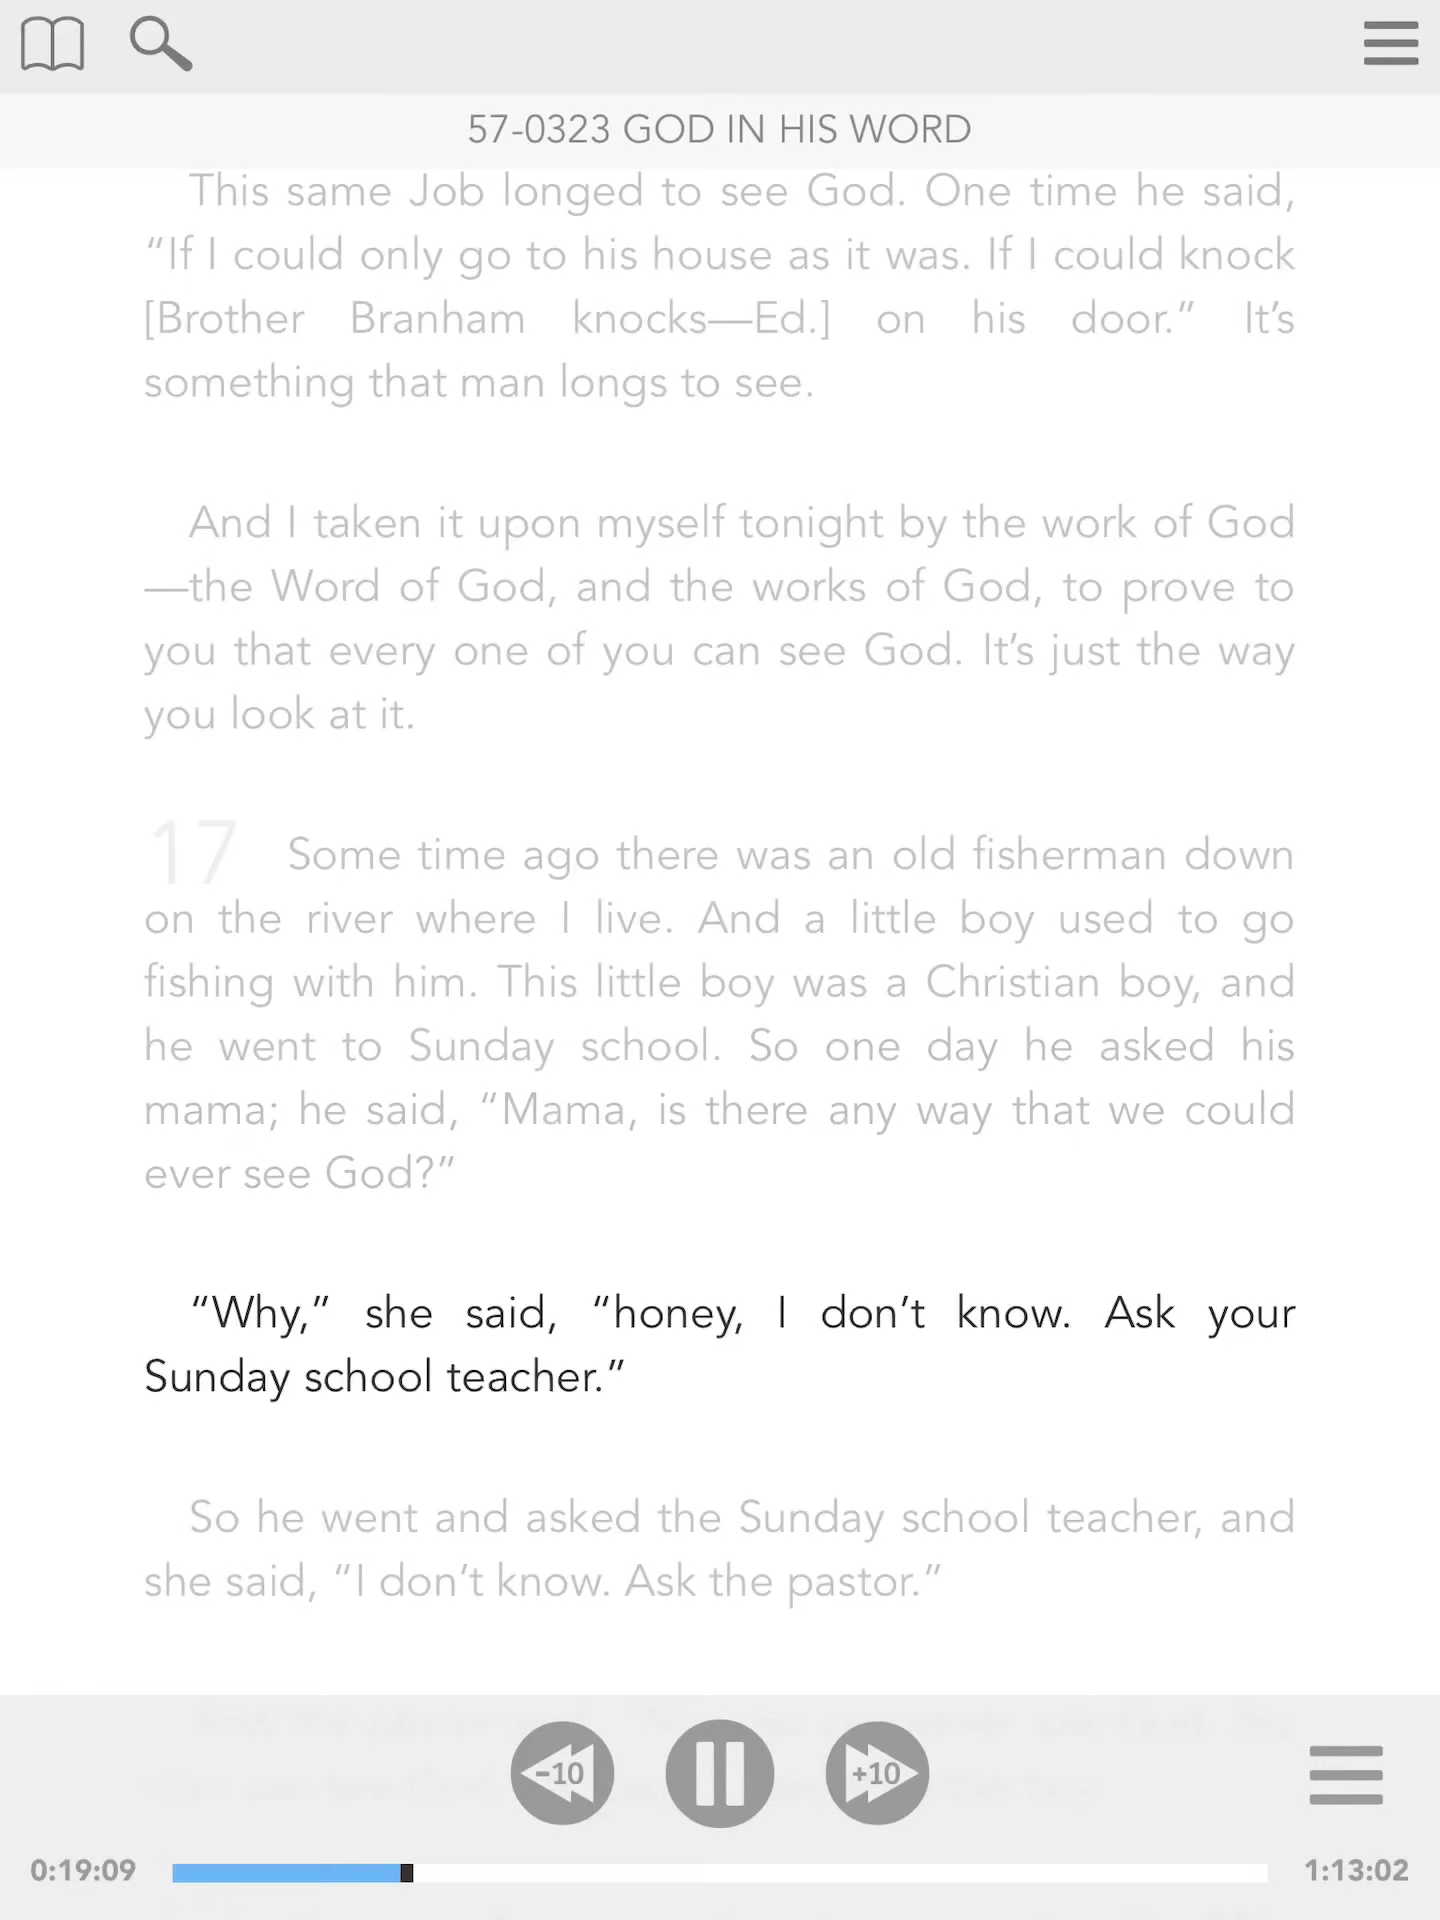 57-0323 GOD IN HIS WORD
This same Job longed to see God. One time he said,
“If I could only go to his house as it was. If I could knock
[Brother Branham knocks—Ed.] on his door.” It’s
something that man longs to see.
And I taken it upon myself tonight by the work of God
—the Word of God, and the works of God, to prove to
you that every one of you can see God. It’s just the way
you look at it.
17 Some time ago there was an old fisherman down
on the river where I live. And a little boy used to go
fishing with him. This little boy was a Christian boy, and
he went to Sunday school. So one day he asked his
mama; he said, “Mama, is there any way that we could
ever see God?”
“Why,” she said, “honey, I don’t know. Ask your
Sunday school teacher.”
So he went and asked the Sunday school teacher, and
she said, “I don’t know. Ask the pastor.”
-10 +10
0:19:09 1:13:02